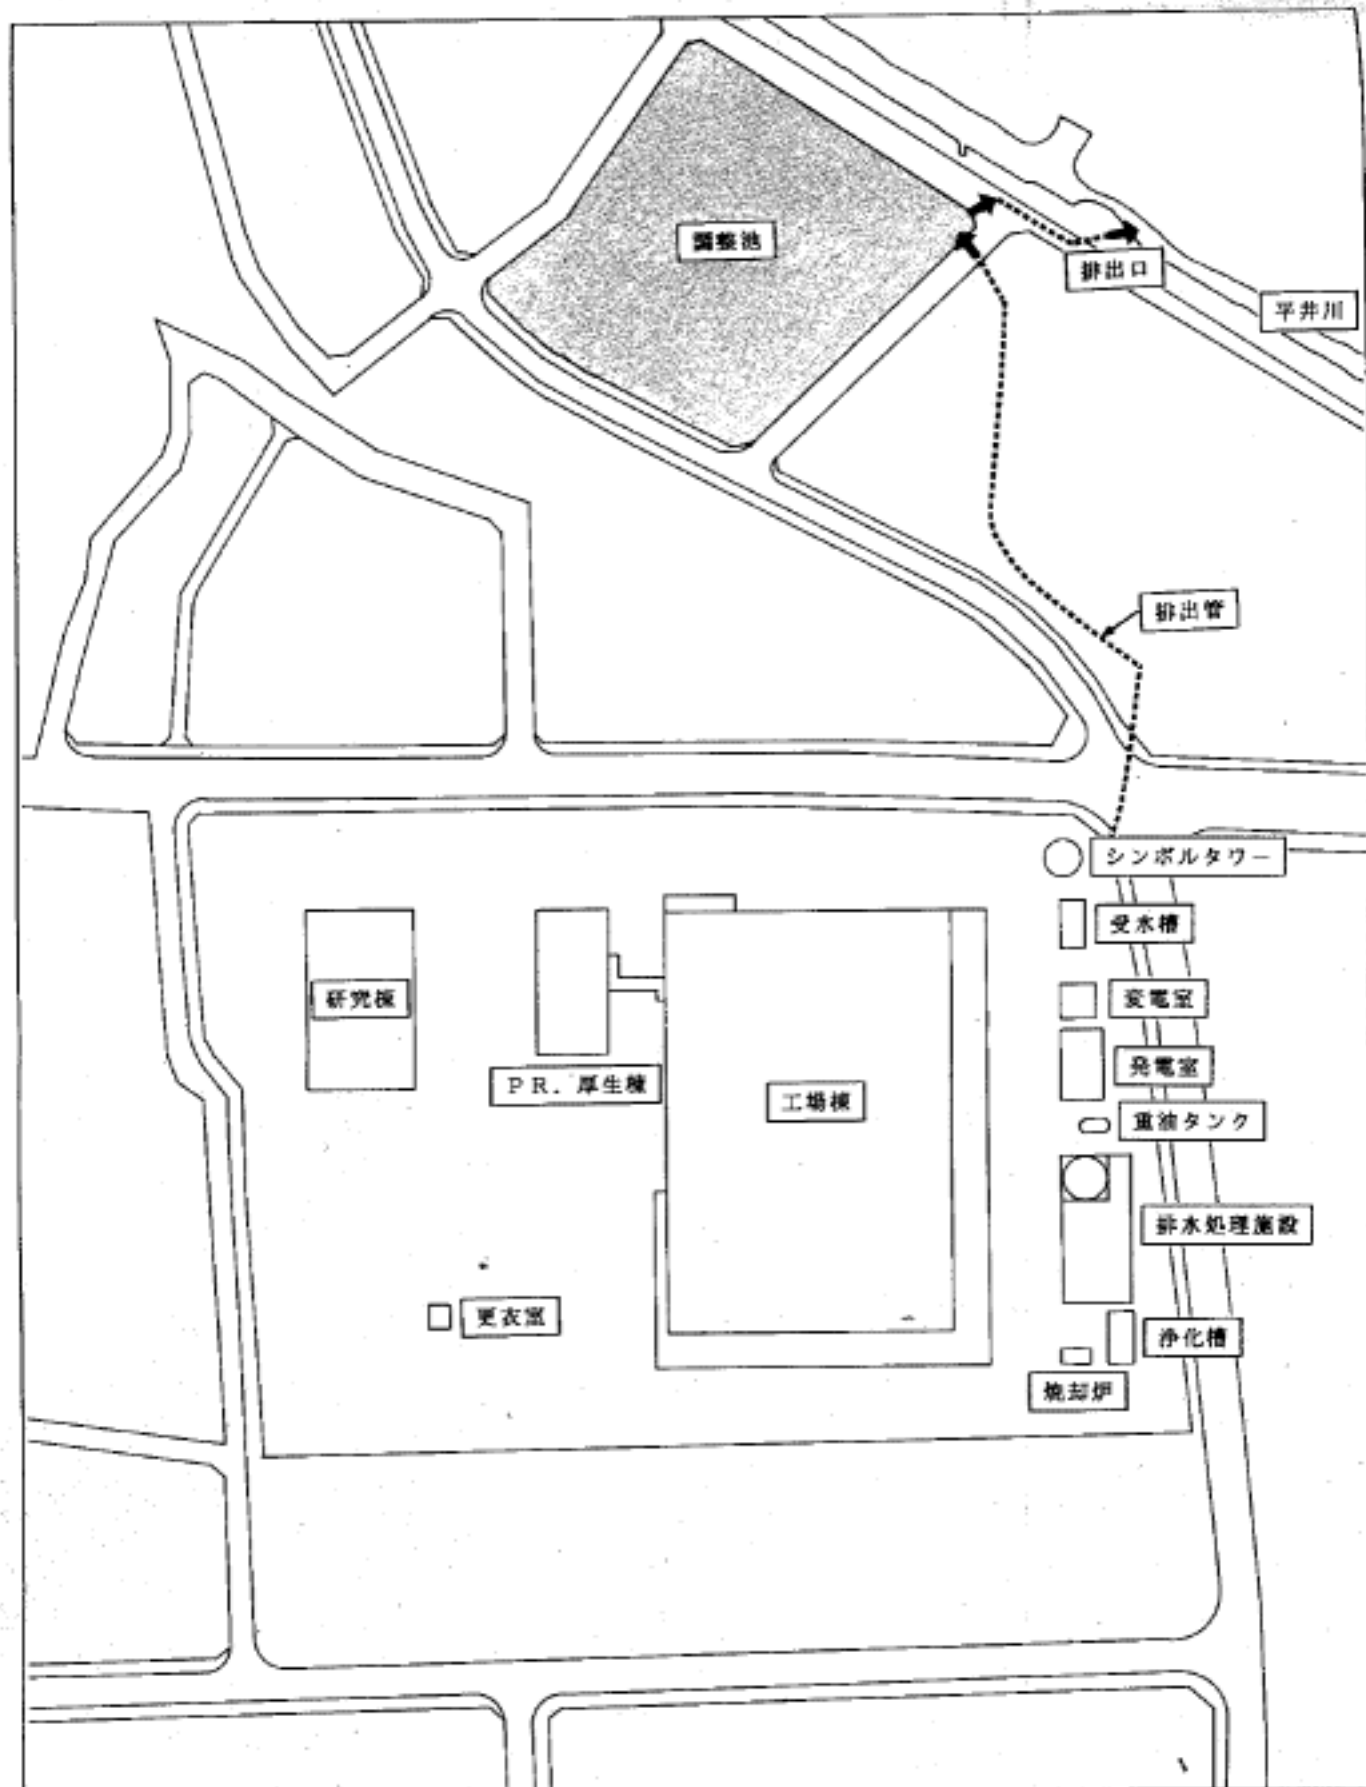 調整池
排出口
平井川
排出管
シンボルタワー
受水槽
研究棟
変電室
発電室
PR．厚生棟
工場棟
重油タンク
排水処理施設
更衣室
浄化槽
焼却炉